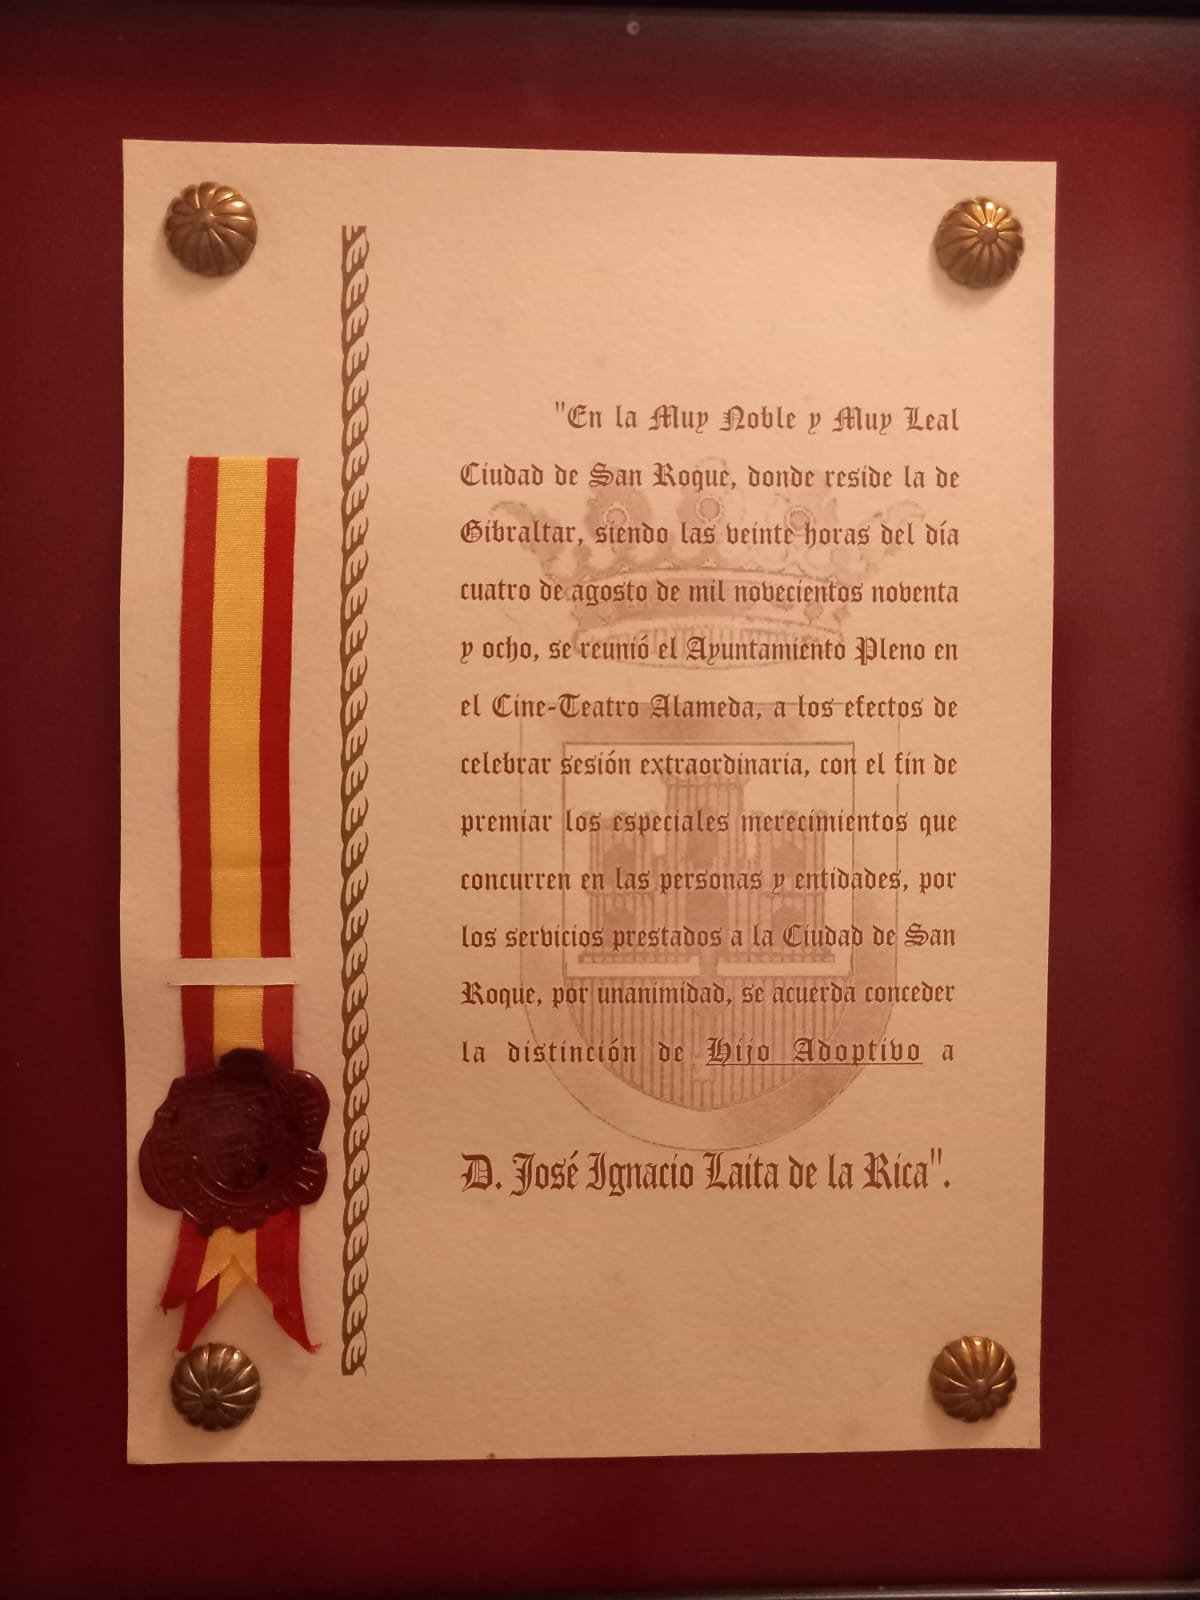 "En la Muy Noble y Muy Leal
Ciudad de San Roque, donde reside la de
Gibraltar, siendo las veinte horas del día
cuatro de agosto de mil novecientos noventa
y ocho, se reunió el Ayuntamiento Pleno en
el Cine-Teatro Alameda, a los efectos de
celebrar sesión extraordinaria, con el fin de
premiar los especiales merecimientos que
concurren en las personas y entidades, por
los servicios prestados a la Ciudad de San
Roque, por unanimidad, se acuerda conceder
la distinción de Hijo Adoptivo a
D. José Ignacio Laita de la Rica".